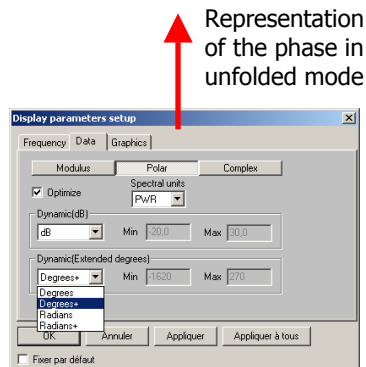 Representation
of the phase in
unfolded mode
Display parameters setup
Frequency Data Graphics
Modulus Polar Complex
Optimize Spectral units
PWR
Dynamic(dB)
dB Min -20,0 Max 30,0
Dynamic(Extended degrees)
Degrees+ Min -1620 Max 270
Degrees
Degrees+
Radians
Radians+
OK Annuler Appliquer Appliquer à tous
Fixer par défaut